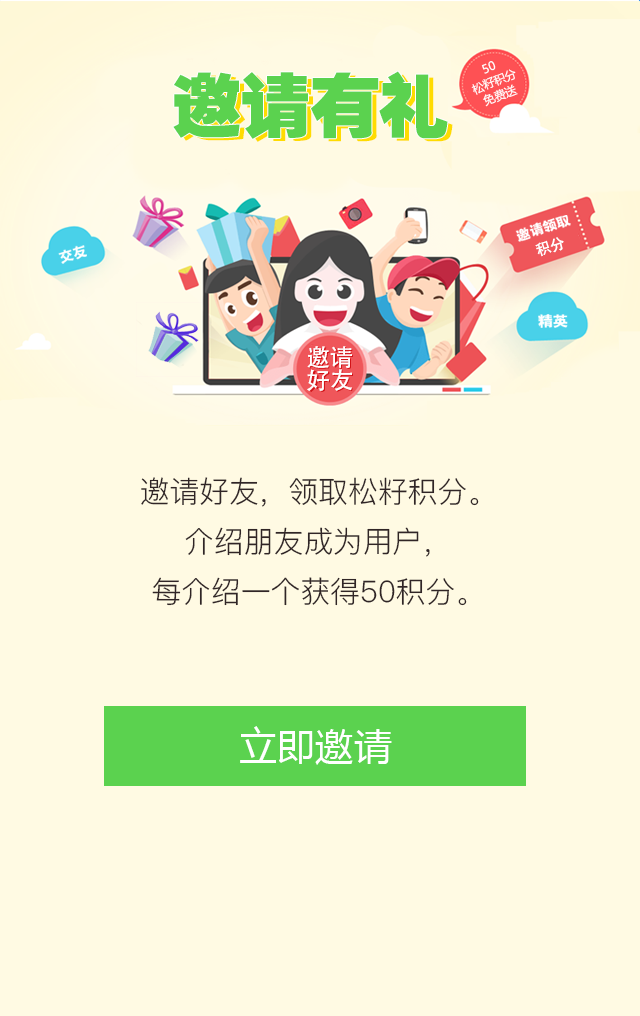 邀请有礼
50
松籽积分
免费送
交友
邀请领取
积分
精英
邀请
好友
邀请好友，领取松籽积分。
介绍朋友成为用户，
每介绍一个获得50积分。
立即邀请